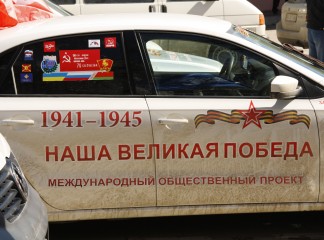 1941-1945
НАША ВЕЛИКАЯ ПОБЕДА
МЕЖДУНАРОДНЫЙ ОБЩЕСТВЕННЫЙ ПРОЕКТ